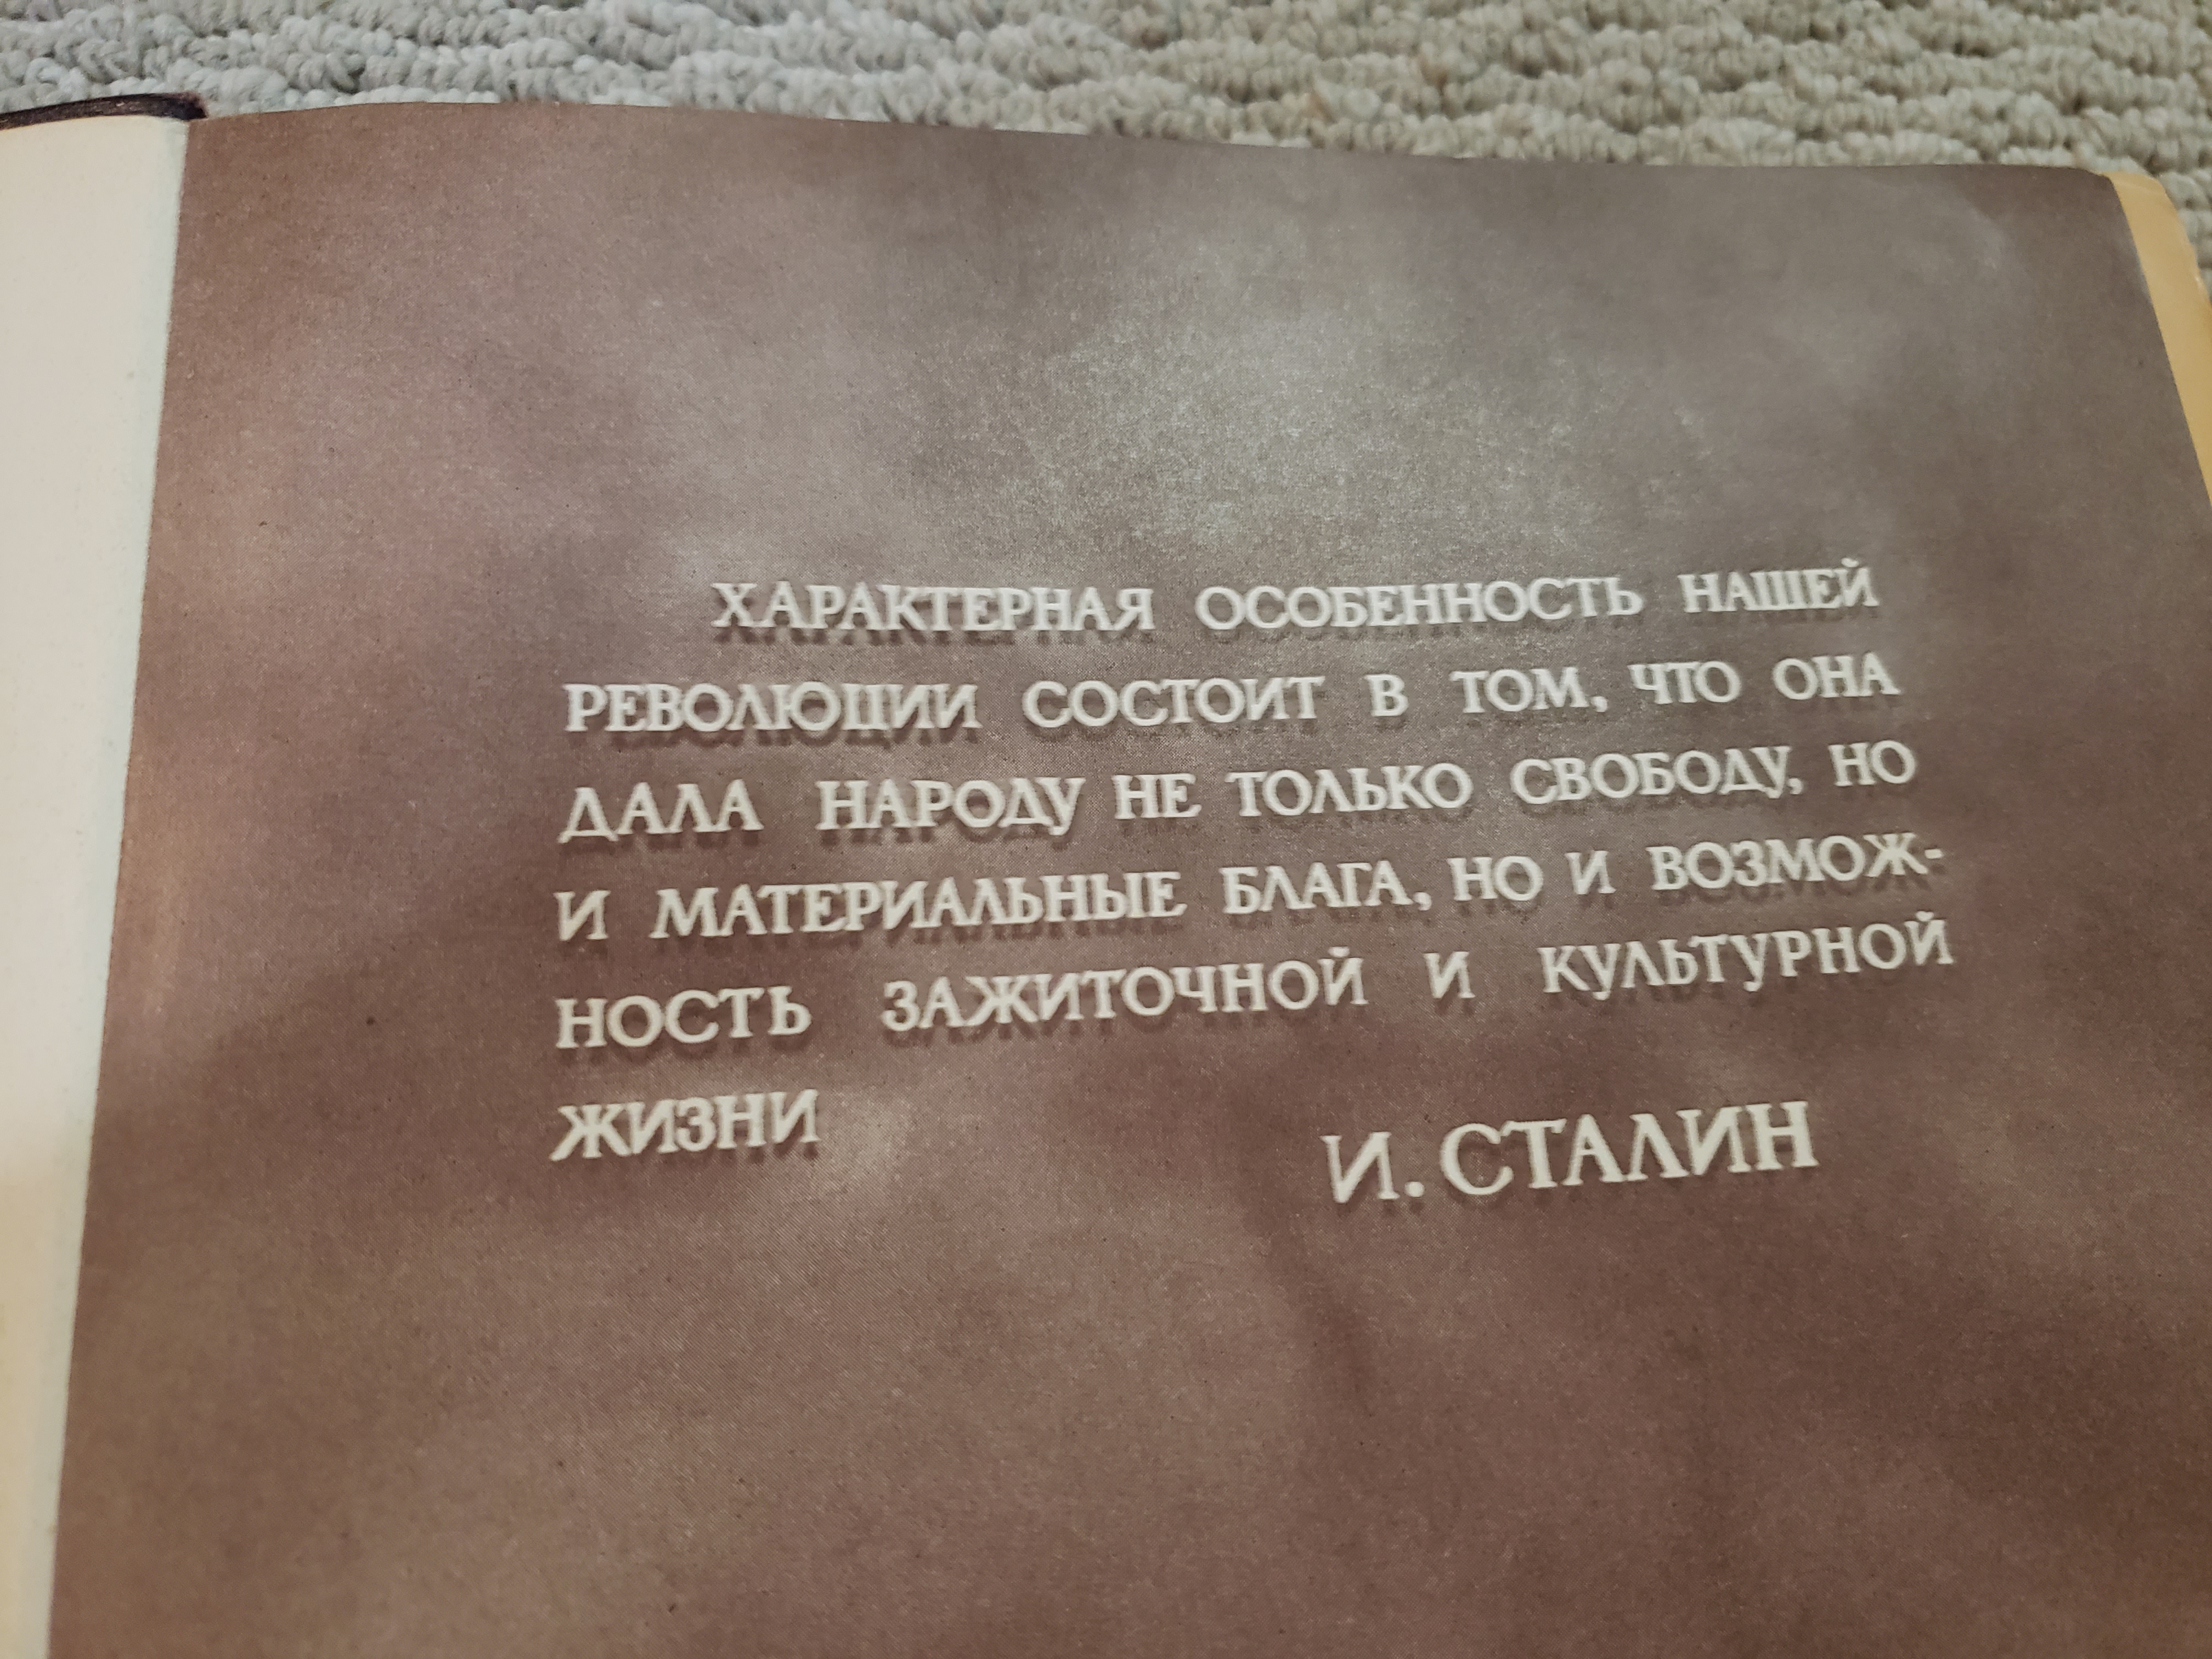 ХАРАКТЕРНАЯ ОСОБЕННОСТЬ НАШЕЙ
РЕВОЛЮЦИИ СОСТОИТ В ТОМ, ЧТО ОНА
ДАЛА НАРОДУ НЕ ТОЛЬКО СВОБОДУ, НО
И МАТЕРИАЛЬНЫЕ БЛАГА, НО И ВОЗМОЖ-
НОСТЬ ЗАЖИТОЧНОЙ И КУЛЬТУРНОЙ
ЖИЗНИ
И. СТАЛИН